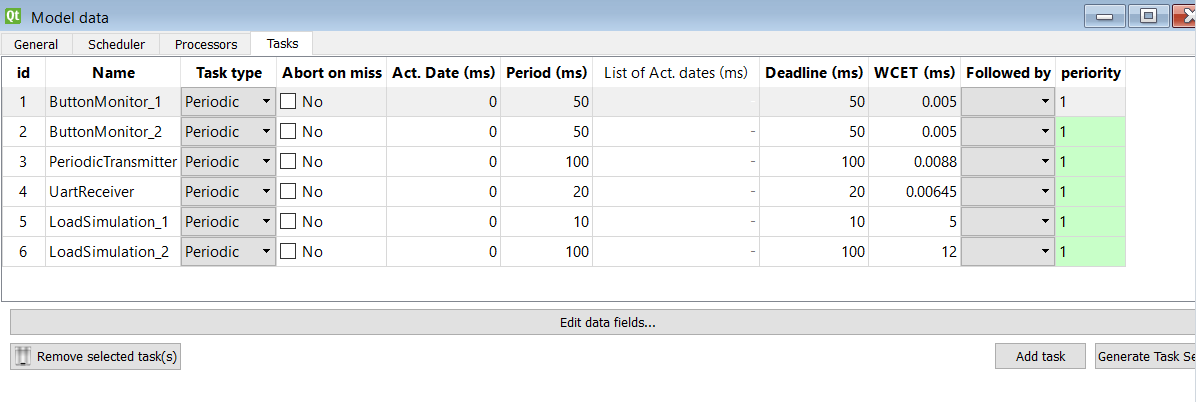 Qt Model data
General Scheduler Processors Tasks
id Name Task type Abort on miss Act. Date (ms) Period (ms) List of Act. dates (ms) Deadline (ms) WCET (ms) Followed by periority
1 ButtonMonitor_1 Periodic No 0 50 - 50 0.005 1
2 ButtonMonitor_2 Periodic No 0 50 - 50 0.005 1
3 PeriodicTransmitter Periodic No 0 100 - 100 0.0088 1
4 UartReceiver Periodic No 0 20 - 20 0.00645 1
5 LoadSimulation_1 Periodic No 0 10 - 10 5 1
6 LoadSimulation_2 Periodic No 0 100 - 100 12 1
Edit data fields...
Remove selected task(s) Add task Generate Task Se